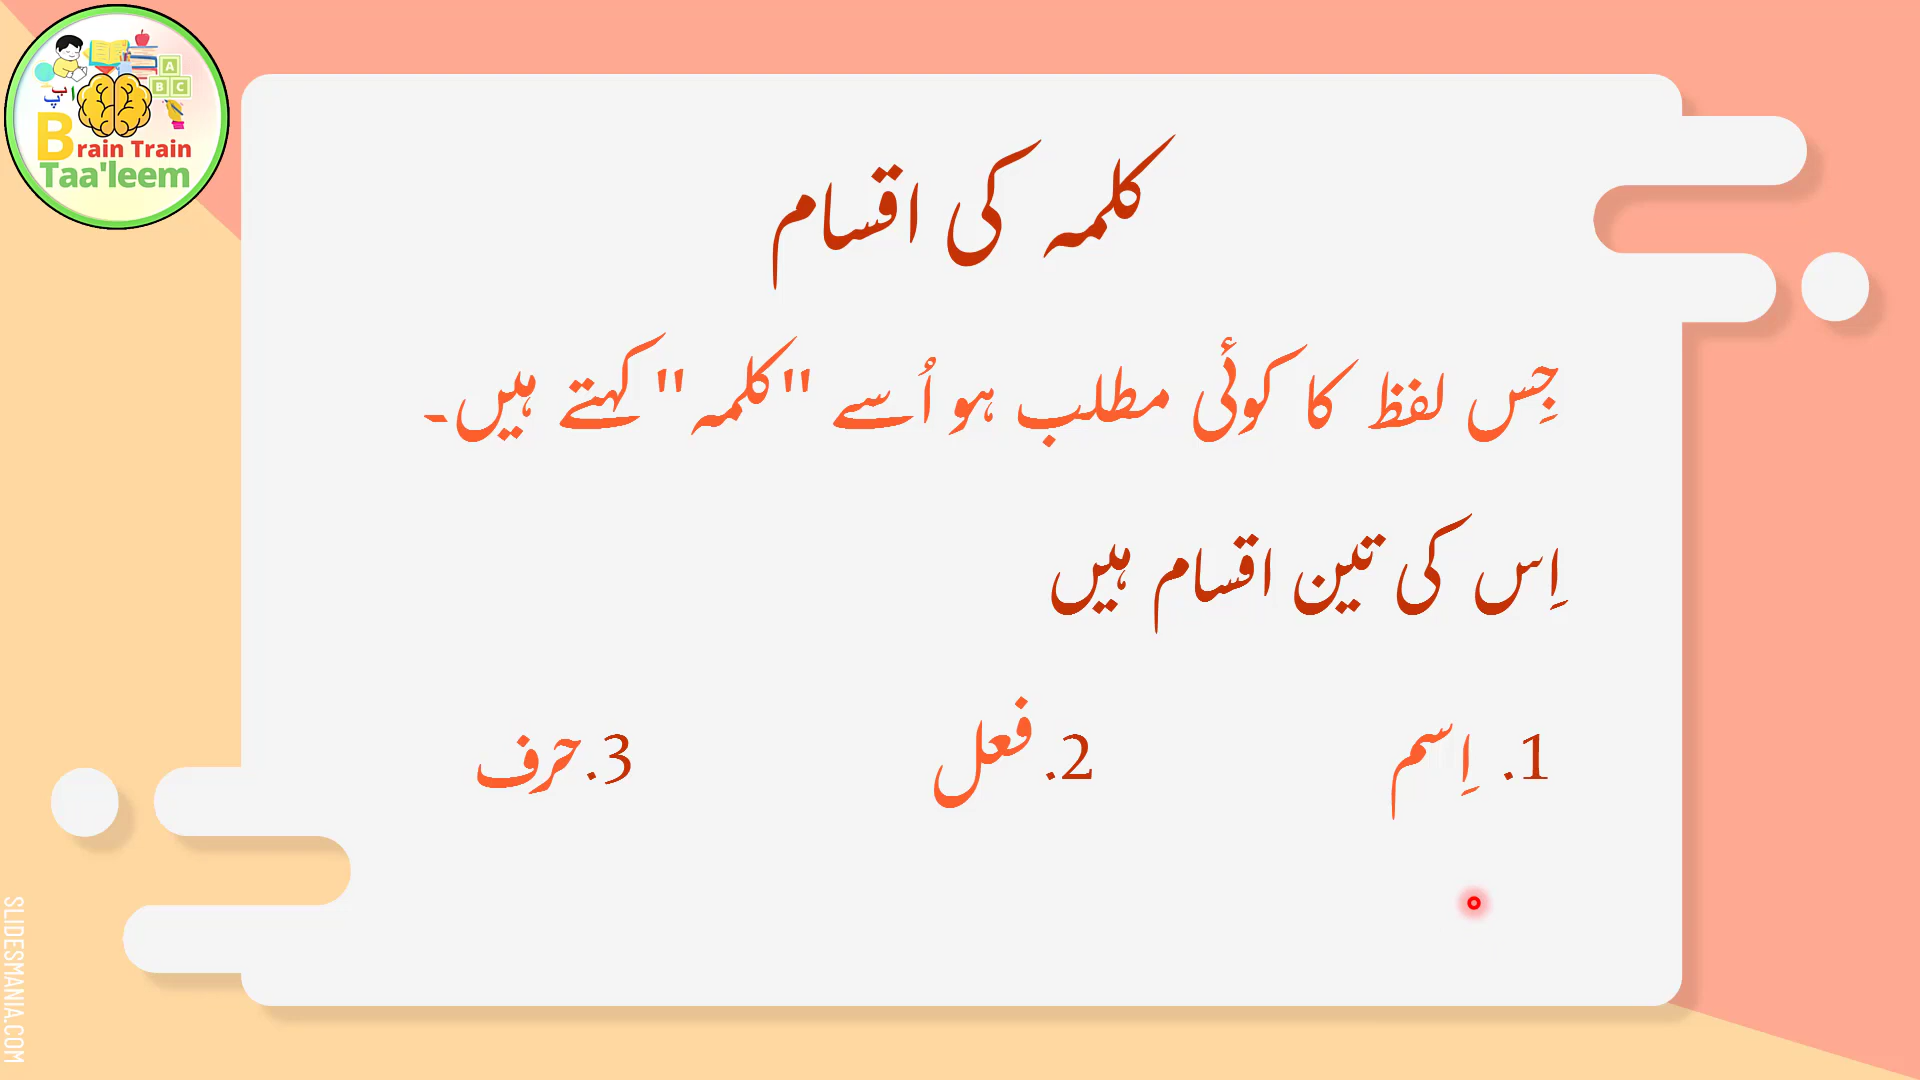 کلمہ کی اقسام
جِس لفظ کا کوئی مطلب ہو اُسے "کلمہ" کہتے ہیں۔
اِس کی تین اقسام ہیں
1. اِسم 2. فعل 3. حرف
ا ب پ
A
B C
Brain Train
Taa'leem
SLIDESMANIA.COM